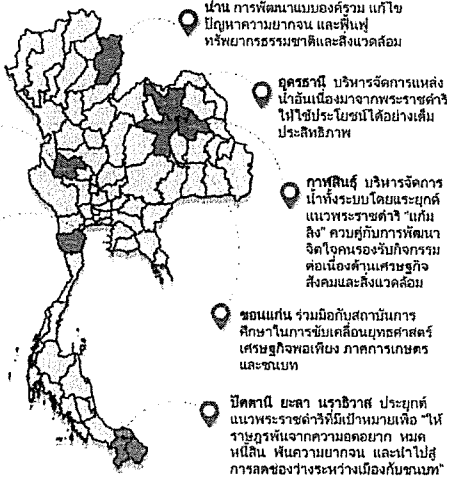 น่าน การพัฒนาแบบองค์รวม แก้ไข
ปัญหาความยากจน และฟื้นฟู
ทรัพยากรธรรมชาติและสิ่งแวดล้อม
อุดรธานี บริหารจัดการแหล่ง
น้ำอันเนื่องมาจากพระราชดำริ
ให้ใช้ประโยชน์ได้อย่างเต็ม
ประสิทธิภาพ
กาฬสินธุ์ บริหารจัดการ
น้ำทั้งระบบโดยประยุกต์
แนวพระราชดำริ "แก้ม
ลิง" ควบคู่กับการพัฒนา
จิตใจคนรองรับกิจกรรม
ต่อเนื่องด้านเศรษฐกิจ
สังคมและสิ่งแวดล้อม
ขอนแก่น ร่วมมือกับสถาบันการ
ศึกษาในการขับเคลื่อนยุทธศาสตร์
เศรษฐกิจพอเพียง ภาคการเกษตร
และชนบท
ปัตตานี ยะลา นราธิวาส ประยุกต์
แนวพระราชดำริที่มีเป้าหมายเพื่อ "ให้
ราษฎรพ้นจากความอดอยาก หมด
หนี้สิน พ้นความยากจน และนำไปสู่
การลดช่องว่างระหว่างเมืองกับชนบท"